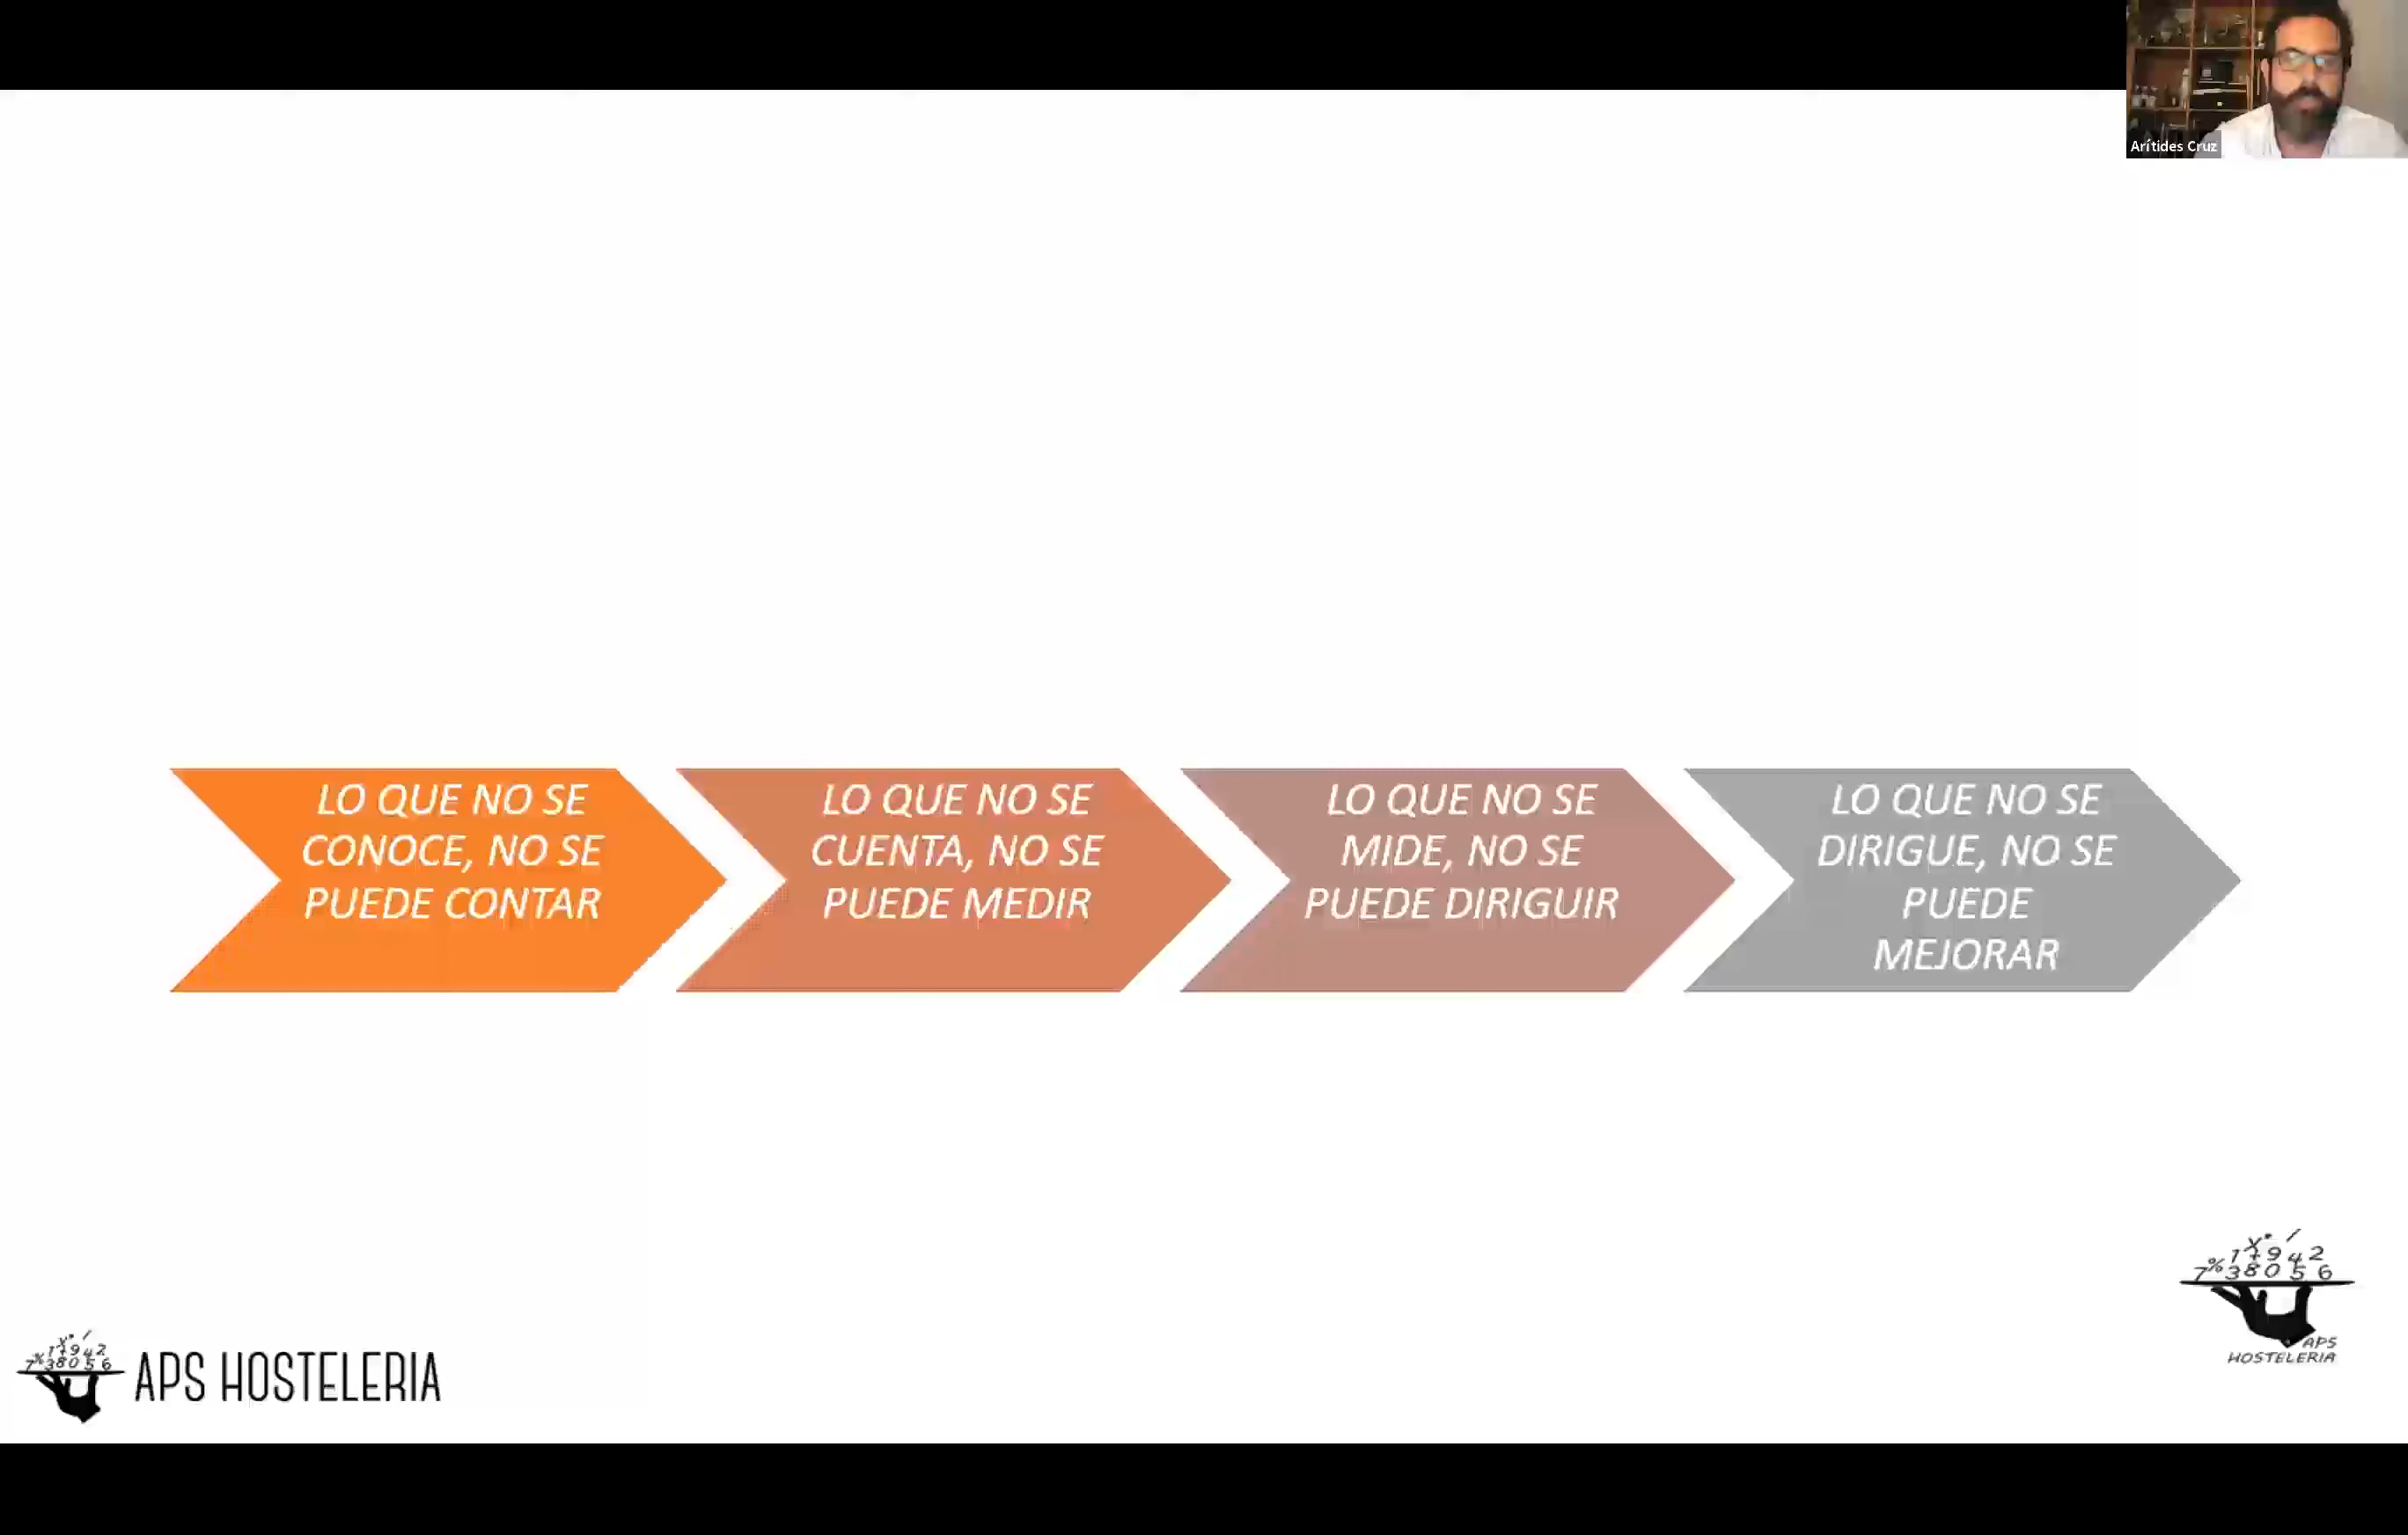 Arítides Cruz
LO QUE NO SE
CONOCE, NO SE
PUEDE CONTAR
LO QUE NO SE
CUENTA, NO SE
PUEDE MEDIR
LO QUE NO SE
MIDE, NO SE
PUEDE DIRIGUIR
LO QUE NO SE
DIRIGUE, NO SE
PUEDE
MEJORAR
APS HOSTELERIA
APS
HOSTELERIA